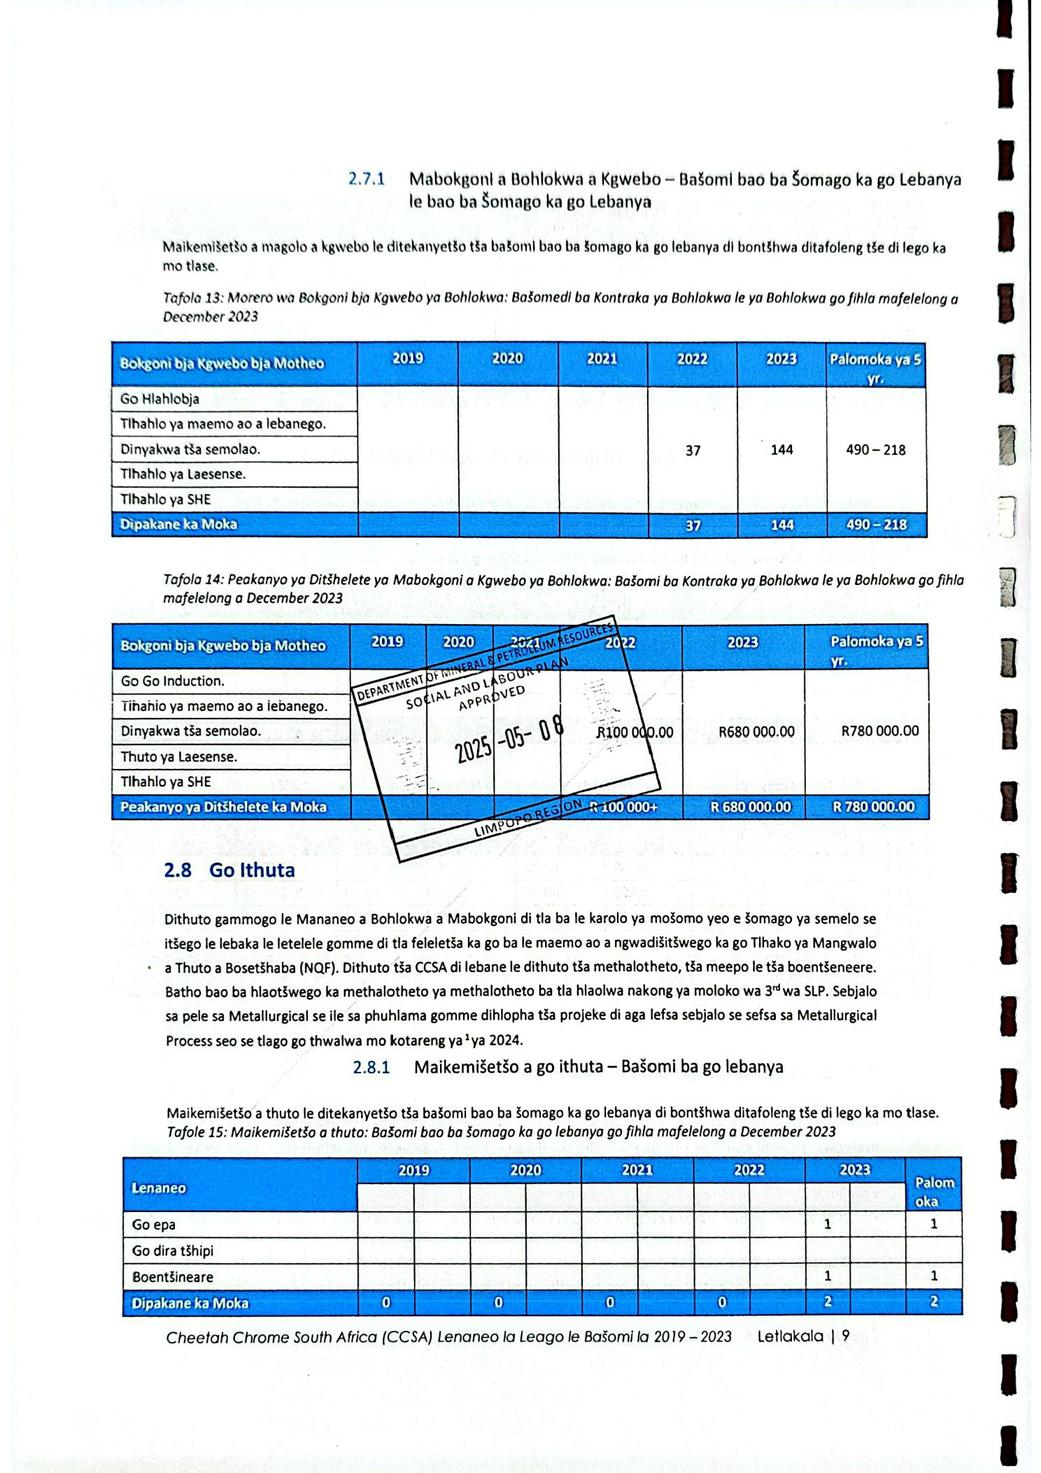 2.7.1 Mabokgoni a Bohlokwa a Kgwebo – Bašomi bao ba Šomago ka go Lebanya
le bao ba Šomago ka go Lebanya
Maikemišetšo a magolo a kgwebo le ditekanyetšo tša bašomi bao ba šomago ka go lebanya di bontšhwa ditafoleng tše di lego ka
mo tlase.
Tafola 13: Morero wa Bokgoni bja Kgwebo ya Bohlokwa: Bašomedi ba Kontraka ya Bohlokwa le ya Bohlokwa go fihla mafelelong a
December 2023
Bokgoni bja Kgwebo bja Motheo 2019 2020 2021 2022 2023 Palomoka ya 5
yr.
Go Hlahlobja
Tlhahlo ya maemo ao a lebanego.
Dinyakwa tša semolao. 37 144 490 – 218
Tlhahlo ya Laesense.
Tlhahlo ya SHE
Dipakane ka Moka 37 144 490 – 218
Tafola 14: Peakanyo ya Ditšhelete ya Mabokgoni a Kgwebo ya Bohlokwa: Bašomi ba Kontraka ya Bohlokwa le ya Bohlokwa go fihla
mafelelong a December 2023
Bokgoni bja Kgwebo bja Motheo 2019 2020 2021 2022 2023 Palomoka ya 5
yr.
Go Go Induction.
Tlhahlo ya maemo ao a lebanego.
Dinyakwa tša semolao. R100 000.00 R680 000.00 R780 000.00
Thuto ya Laesense.
Tlhahlo ya SHE
Peakanyo ya Ditšhelete ka Moka R 100 000+ R 680 000.00 R 780 000.00
DEPARTMENT OF MINERAL & PETROLEUM RESOURCES
SOCIAL AND LABOUR PLAN
APPROVED
2025 -05- 08
LIMPOPO REGION
2.8 Go Ithuta
Dithuto gammogo le Mananeo a Bohlokwa a Mabokgoni di tla ba le karolo ya mošomo yeo e šomago ya semelo se
itšego le lebaka le letelele gomme di tla feleletša ka go ba le maemo ao a ngwadišitšwego ka go Tlhako ya Mangwalo
a Thuto a Bosetšhaba (NQF). Dithuto tša CCSA di lebane le dithuto tša methalotheto, tša meepo le tša boentšeneere.
Batho bao ba hlaotšwego ka methalotheto ya methalotheto ba tla hlaolwa nakong ya moloko wa 3rd wa SLP. Sebjalo
sa pele sa Metallurgical se ile sa phuhlama gomme dihlopha tša projeke di aga lefsa sebjalo se sefsa sa Metallurgical
Process seo se tlago go thwalwa mo kotareng ya 1 ya 2024.
2.8.1 Maikemišetšo a go ithuta – Bašomi ba go lebanya
Maikemišetšo a thuto le ditekanyetšo tša bašomi bao ba šomago ka go lebanya di bontšhwa ditafoleng tše di lego ka mo tlase.
Tafole 15: Maikemišetšo a thuto: Bašomi bao ba šomago ka go lebanya go fihla mafelelong a December 2023
Lenaneo 2019 2020 2021 2022 2023 Palom
oka
Go epa 1 1
Go dira tšhipi
Boentšineare 1 1
Dipakane ka Moka 0 0 0 0 2 2
Cheetah Chrome South Africa (CCSA) Lenaneo la Leago le Bašomi la 2019 – 2023 Letlakala | 9